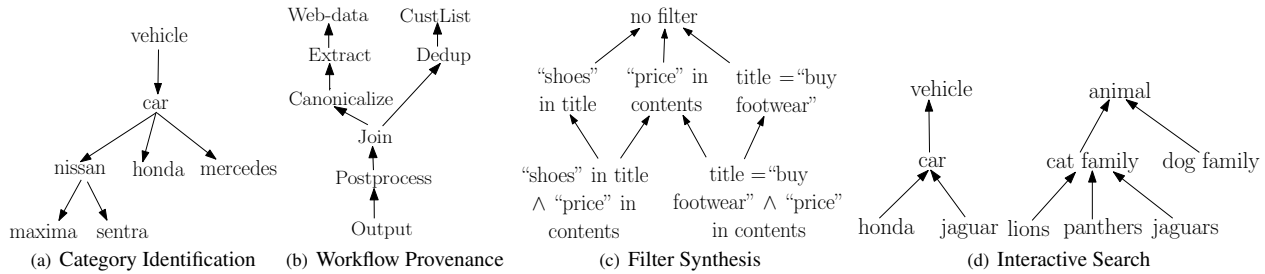 vehicle
car
nissan honda mercedes
maxima sentra
(a) Category Identification
Web-data CustList
Extract Dedup
Canonicalize
Join
Postprocess
Output
(b) Workflow Provenance
no filter
“shoes”
in title
“price” in
contents
title =“buy
footwear”
“shoes” in title
∧ “price” in
contents
title =“buy
footwear” ∧ “price”
in contents
(c) Filter Synthesis
vehicle
car
honda jaguar
animal
cat family dog family
lions panthers jaguars
(d) Interactive Search